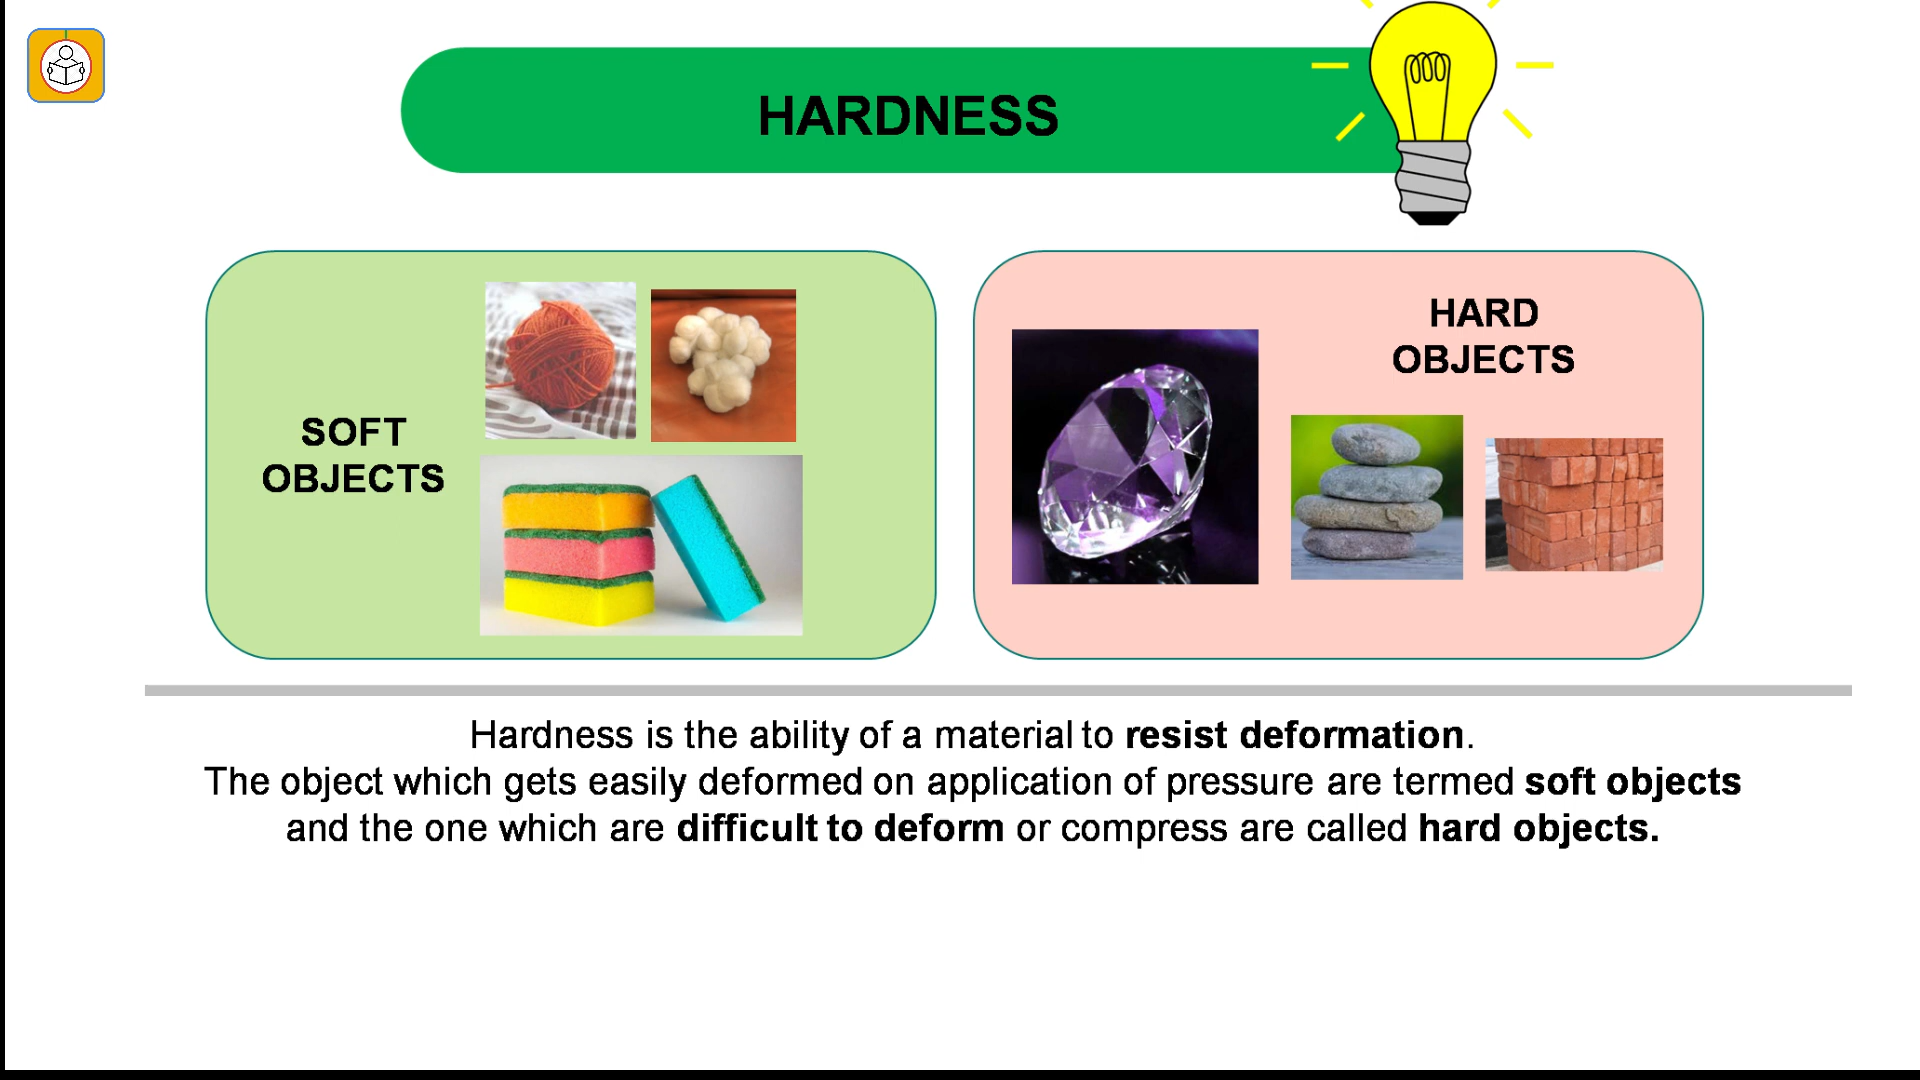 HARDNESS
SOFT
OBJECTS
HARD
OBJECTS
Hardness is the ability of a material to resist deformation.
The object which gets easily deformed on application of pressure are termed soft objects
and the one which are difficult to deform or compress are called hard objects.